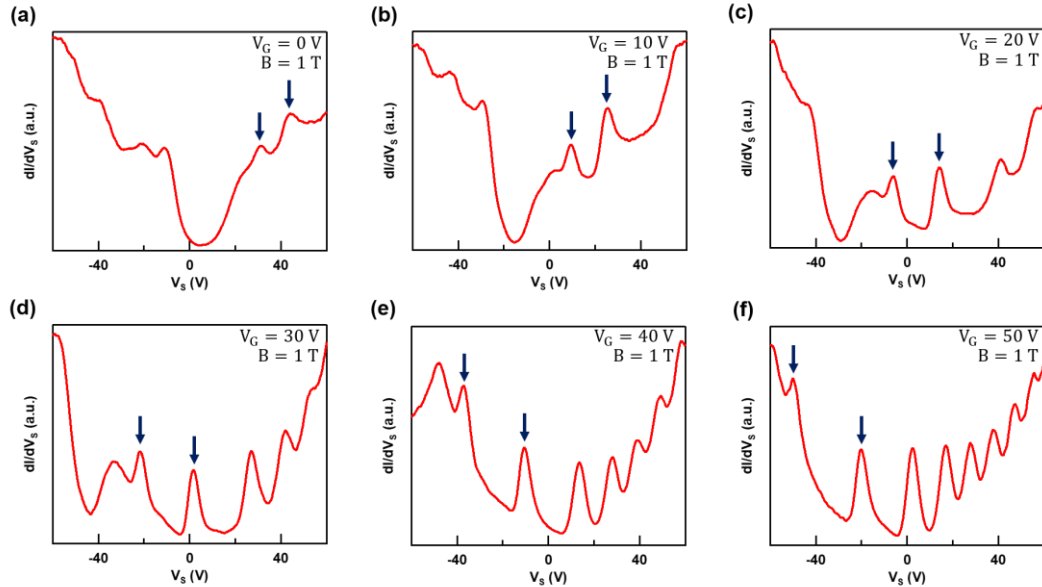 (a)
V_G = 0 V
B = 1 T
dI/dV_S (a.u.)
-40 0 40
V_S (V)
(b)
V_G = 10 V
B = 1 T
dI/dV_S (a.u.)
-40 0 40
V_S (V)
(c)
V_G = 20 V
B = 1 T
dI/dV_S (a.u.)
-40 0 40
V_S (V)
(d)
V_G = 30 V
B = 1 T
dI/dV_S (a.u.)
-40 0 40
V_S (V)
(e)
V_G = 40 V
B = 1 T
dI/dV_S (a.u.)
-40 0 40
V_S (V)
(f)
V_G = 50 V
B = 1 T
dI/dV_S (a.u.)
-40 0 40
V_S (V)